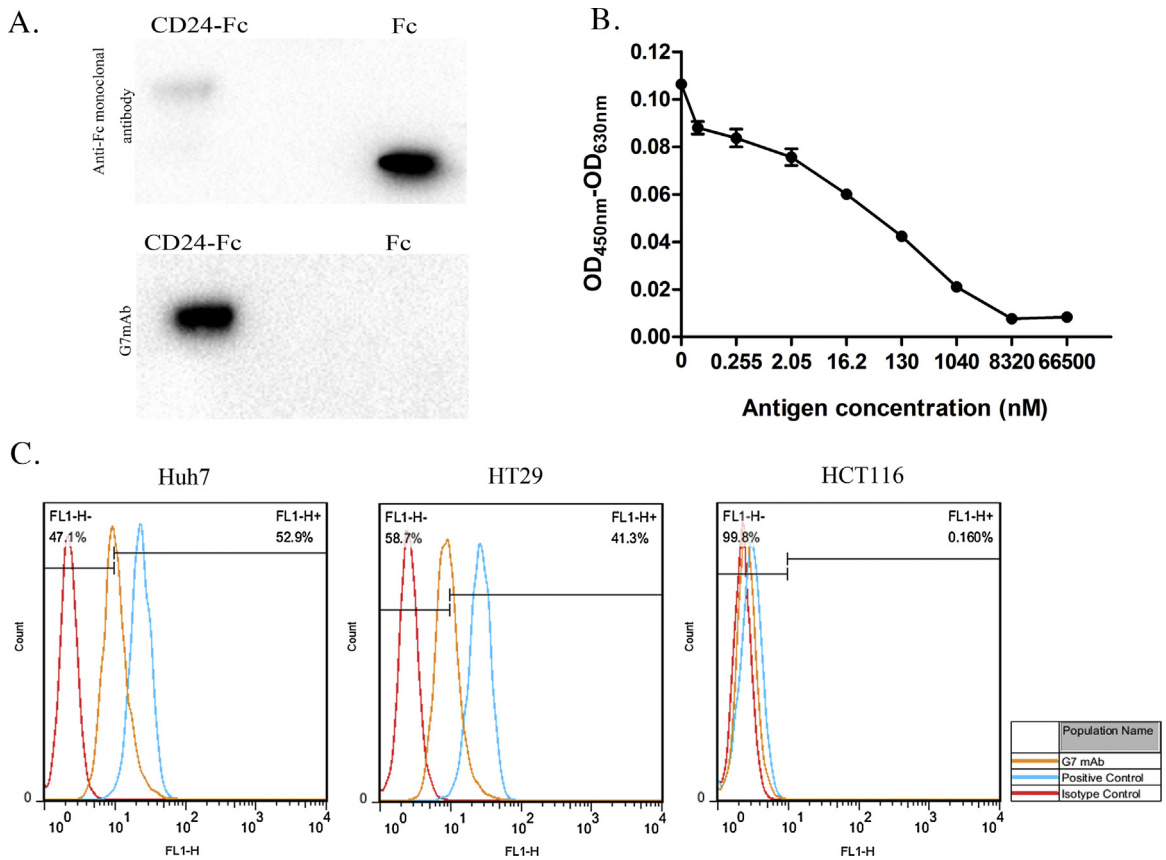 A.
CD24-Fc Fc
Anti-Fc monoclonal
antibody
CD24-Fc Fc
G7mAb
B.
0.12
0.10
0.08
0.06
0.04
0.02
0.00
OD450nm-OD630nm
0 0.255 2.05 16.2 130 1040 8320 66500
Antigen concentration (nM)
C.
Huh7
FL1-H- FL1-H+
47.1% 52.9%
Count
0
10^0 10^1 10^2 10^3 10^4
FL1-H
HT29
FL1-H- FL1-H+
58.7% 41.3%
Count
0
10^0 10^1 10^2 10^3 10^4
FL1-H
HCT116
FL1-H- FL1-H+
99.8% 0.160%
Count
0
10^0 10^1 10^2 10^3 10^4
FL1-H
Population Name
G7 mAb
Positive Control
Isotype Control